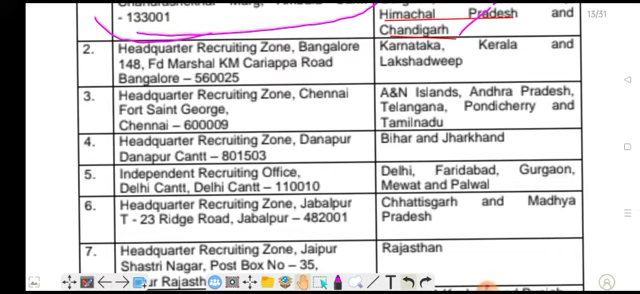 - 133001
Himachal Pradesh and
Chandigarh
2. Headquarter Recruiting Zone, Bangalore
148, Fd Marshal KM Cariappa Road
Bangalore - 560025
Karnataka, Kerala and
Lakshadweep
3. Headquarter Recruiting Zone, Chennai
Fort Saint George,
Chennai – 600009
A&N Islands, Andhra Pradesh,
Telangana, Pondicherry and
Tamilnadu
4. Headquarter Recruiting Zone, Danapur
Danapur Cantt – 801503
Bihar and Jharkhand
5. Independent Recruiting Office,
Delhi Cantt, Delhi Cantt – 110010
Delhi, Faridabad, Gurgaon,
Mewat and Palwal
6. Headquarter Recruiting Zone, Jabalpur
T - 23 Ridge Road, Jabalpur – 482001
Chhattisgarh and Madhya
Pradesh
7. Headquarter Recruiting Zone, Jaipur
Shastri Nagar, Post Box No – 35,
Rajasthan
13/31